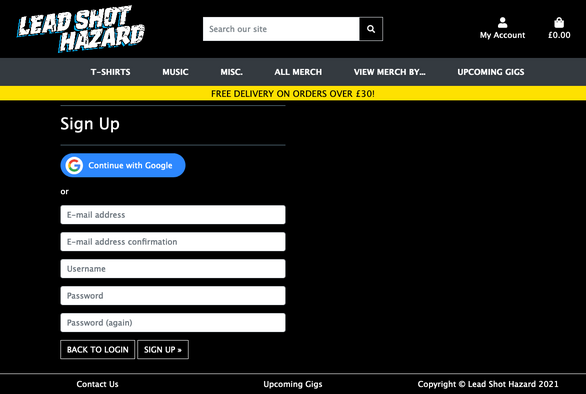 LEAD SHOT
HAZARD
Search our site
My Account
£0.00
T-SHIRTS MUSIC MISC. ALL MERCH VIEW MERCH BY... UPCOMING GIGS
FREE DELIVERY ON ORDERS OVER £30!
Sign Up
Continue with Google
or
E-mail address
E-mail address confirmation
Username
Password
Password (again)
BACK TO LOGIN SIGN UP »
Contact Us Upcoming Gigs Copyright © Lead Shot Hazard 2021